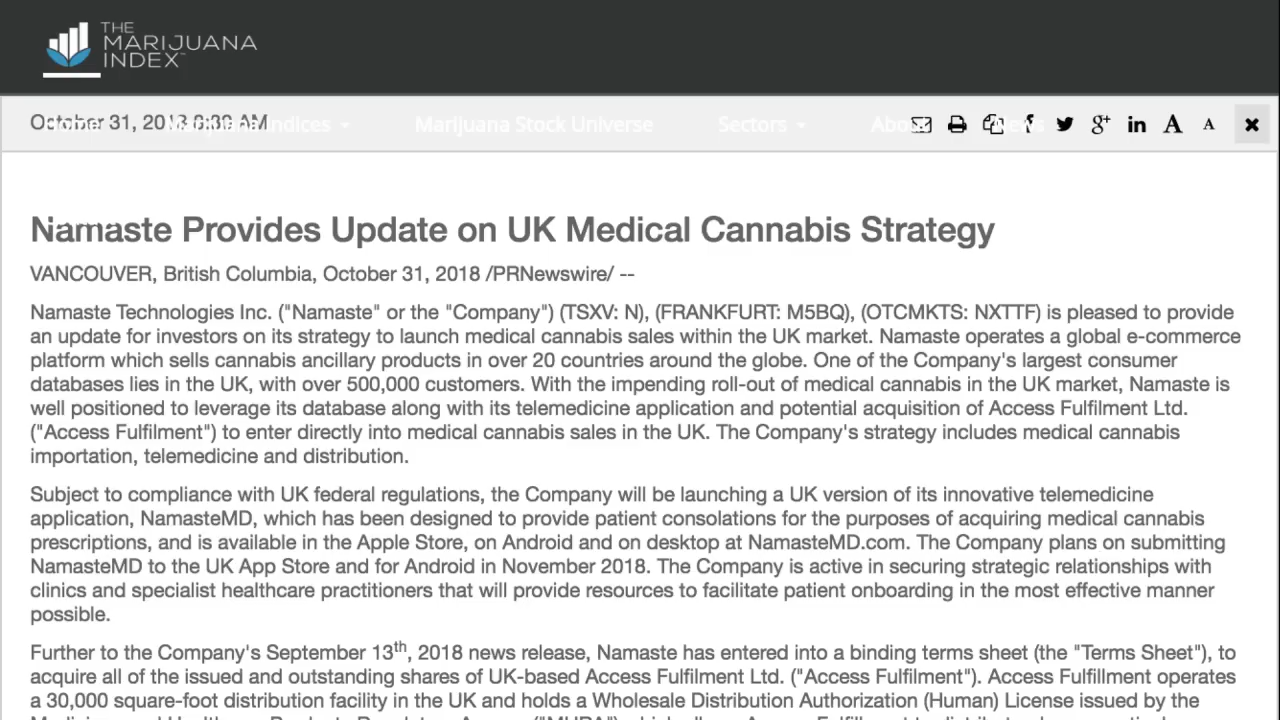 THE
MARIJUANA
INDEX
October 31, 2018 8:30 AM
Home Marijuana Indices Marijuana Stock Universe Sectors About News
Namaste Provides Update on UK Medical Cannabis Strategy
VANCOUVER, British Columbia, October 31, 2018 /PRNewswire/ --
Namaste Technologies Inc. ("Namaste" or the "Company") (TSXV: N), (FRANKFURT: M5BQ), (OTCMKTS: NXTTF) is pleased to provide
an update for investors on its strategy to launch medical cannabis sales within the UK market. Namaste operates a global e-commerce
platform which sells cannabis ancillary products in over 20 countries around the globe. One of the Company's largest consumer
databases lies in the UK, with over 500,000 customers. With the impending roll-out of medical cannabis in the UK market, Namaste is
well positioned to leverage its database along with its telemedicine application and potential acquisition of Access Fulfilment Ltd.
("Access Fulfilment") to enter directly into medical cannabis sales in the UK. The Company's strategy includes medical cannabis
importation, telemedicine and distribution.
Subject to compliance with UK federal regulations, the Company will be launching a UK version of its innovative telemedicine
application, NamasteMD, which has been designed to provide patient consolations for the purposes of acquiring medical cannabis
prescriptions, and is available in the Apple Store, on Android and on desktop at NamasteMD.com. The Company plans on submitting
NamasteMD to the UK App Store and for Android in November 2018. The Company is active in securing strategic relationships with
clinics and specialist healthcare practitioners that will provide resources to facilitate patient onboarding in the most effective manner
possible.
Further to the Company's September 13th, 2018 news release, Namaste has entered into a binding terms sheet (the "Terms Sheet"), to
acquire all of the issued and outstanding shares of UK-based Access Fulfilment Ltd. ("Access Fulfilment"). Access Fulfillment operates
a 30,000 square-foot distribution facility in the UK and holds a Wholesale Distribution Authorization (Human) License issued by the